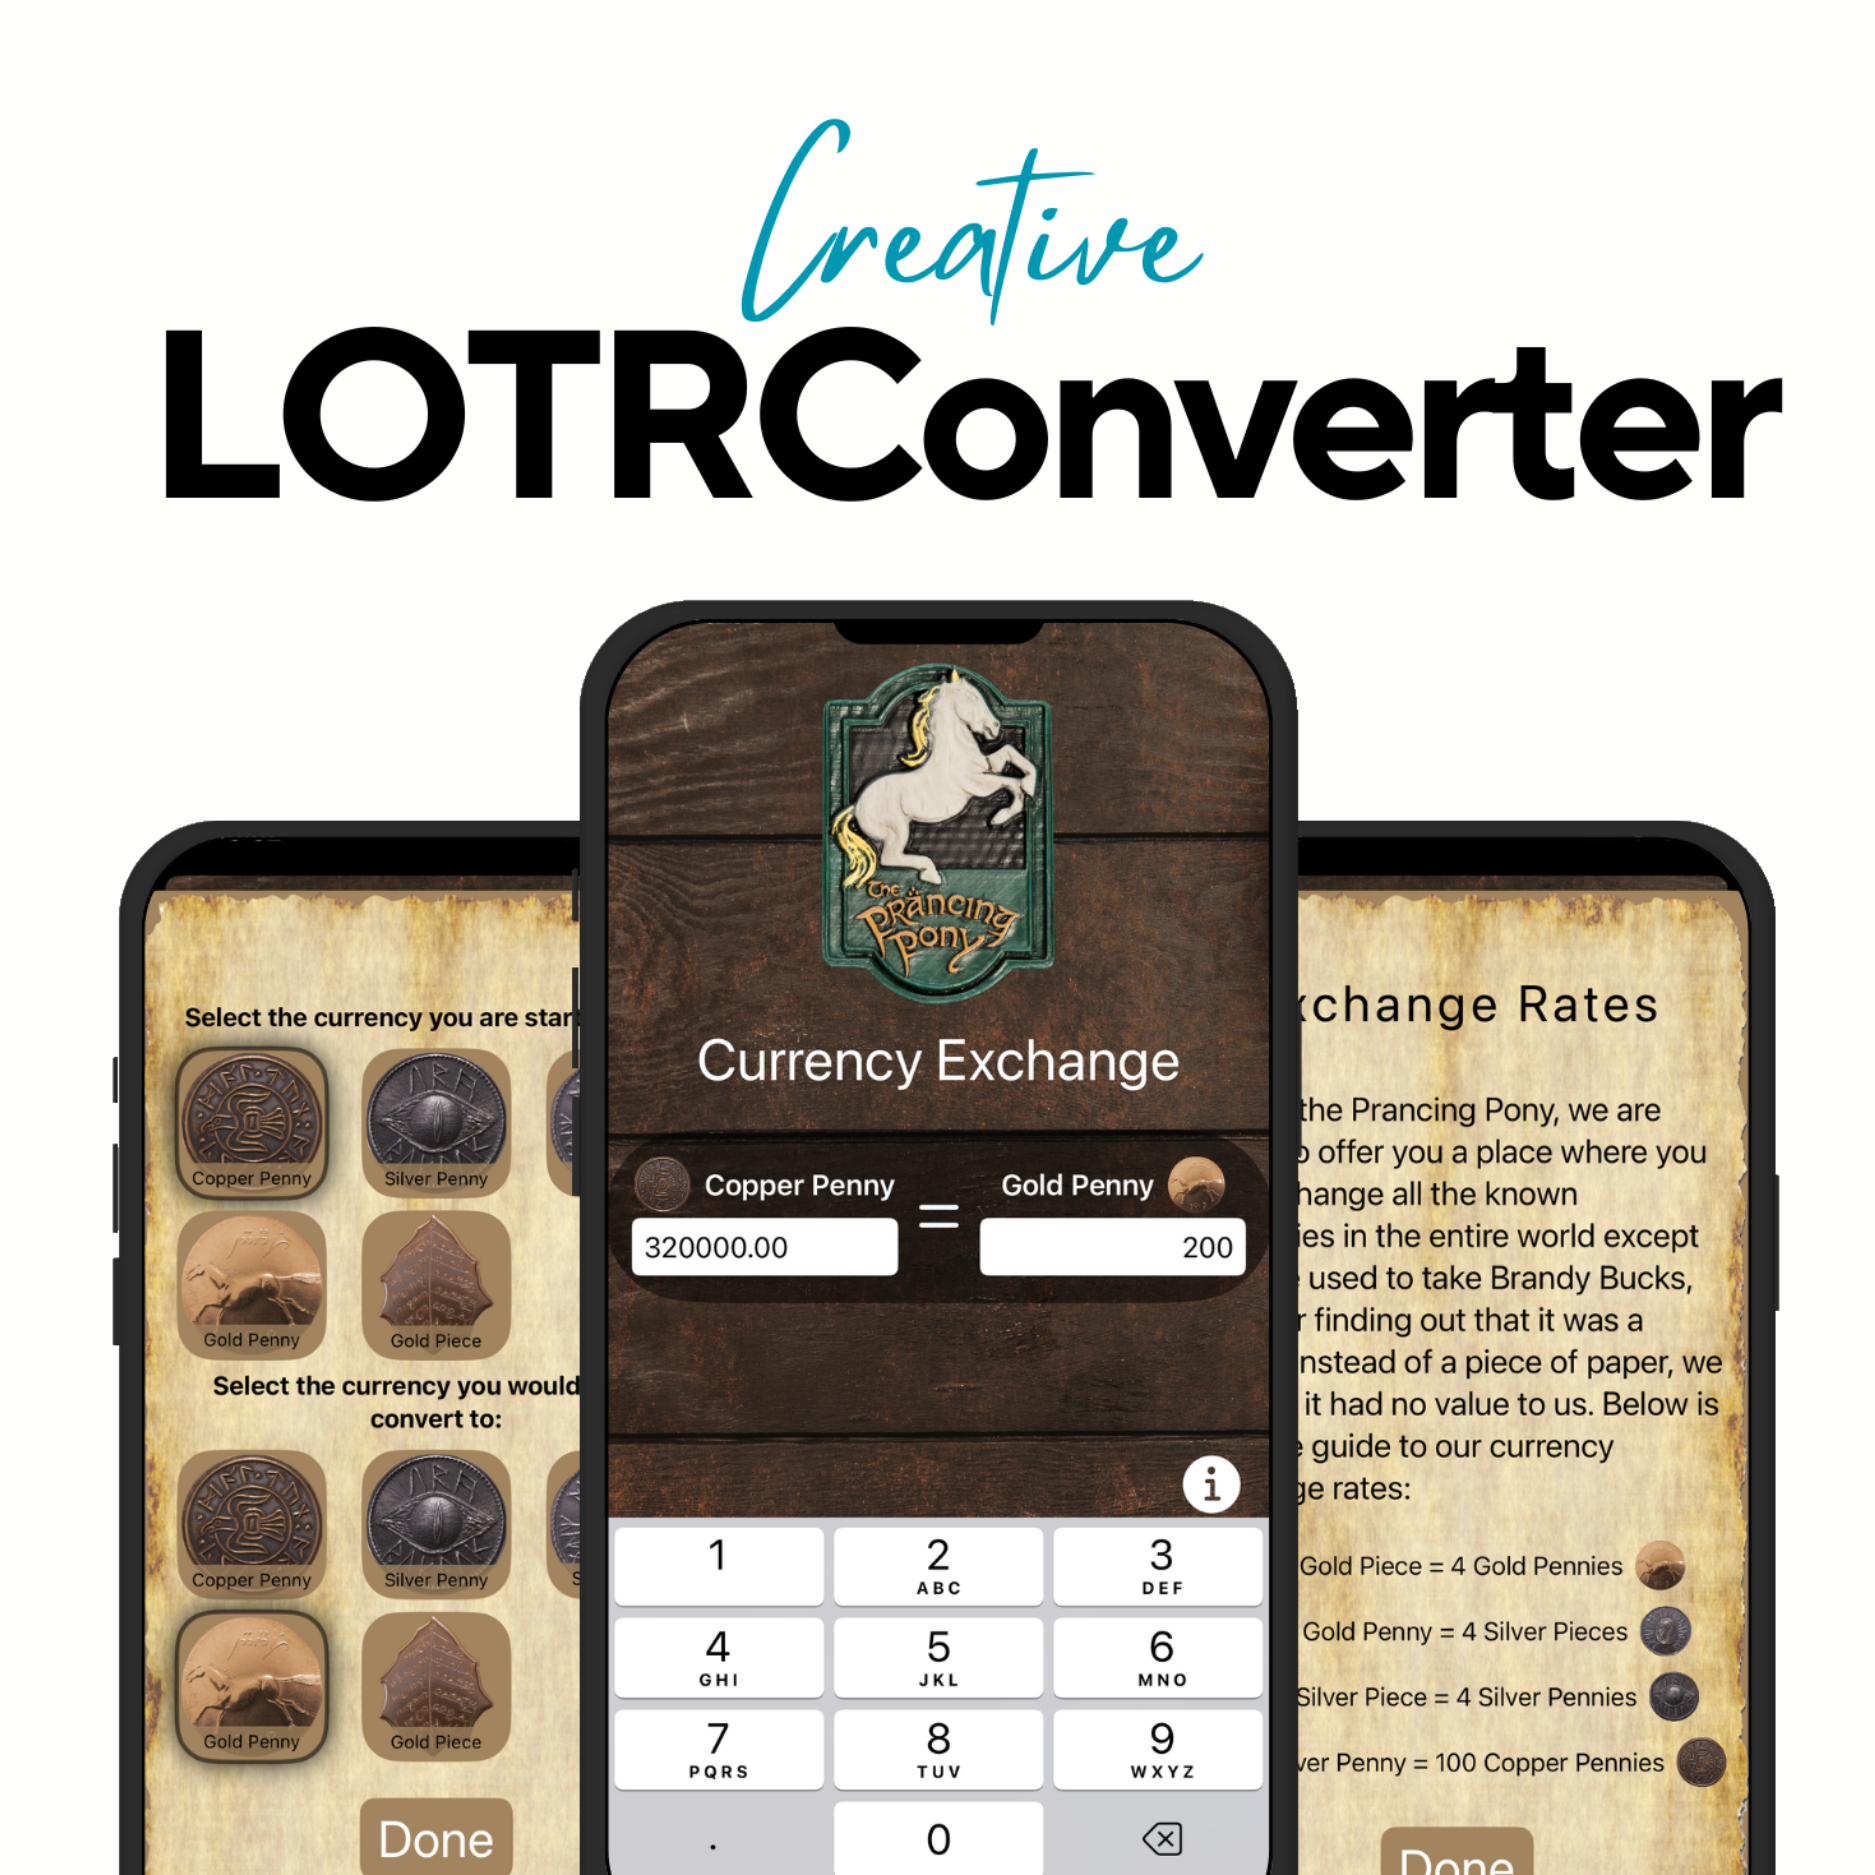 Creative
LOTRConverter
Select the currency you are
Copper Penny
Silver Penny
Gold Penny
Gold Piece
Select the currency you would
convert to:
Copper Penny
Silver Penny
Gold Penny
Gold Piece
Done
The
Prancing
Pony
Currency Exchange
Copper Penny
=
Gold Penny
320000.00
200
i
1
2
ABC
3
DEF
4
GHI
5
JKL
6
MNO
7
PQRS
8
TUV
9
WXYZ
.
0
xchange Rates
the Prancing Pony, we are
offer you a place where you
hange all the known
ies in the entire world except
used to take Brandy Bucks,
r finding out that it was a
nstead of a piece of paper, we
it had no value to us. Below is
guide to our currency
ge rates:
Gold Piece = 4 Gold Pennies
Gold Penny = 4 Silver Pieces
Silver Piece = 4 Silver Pennies
ver Penny = 100 Copper Pennies
Done